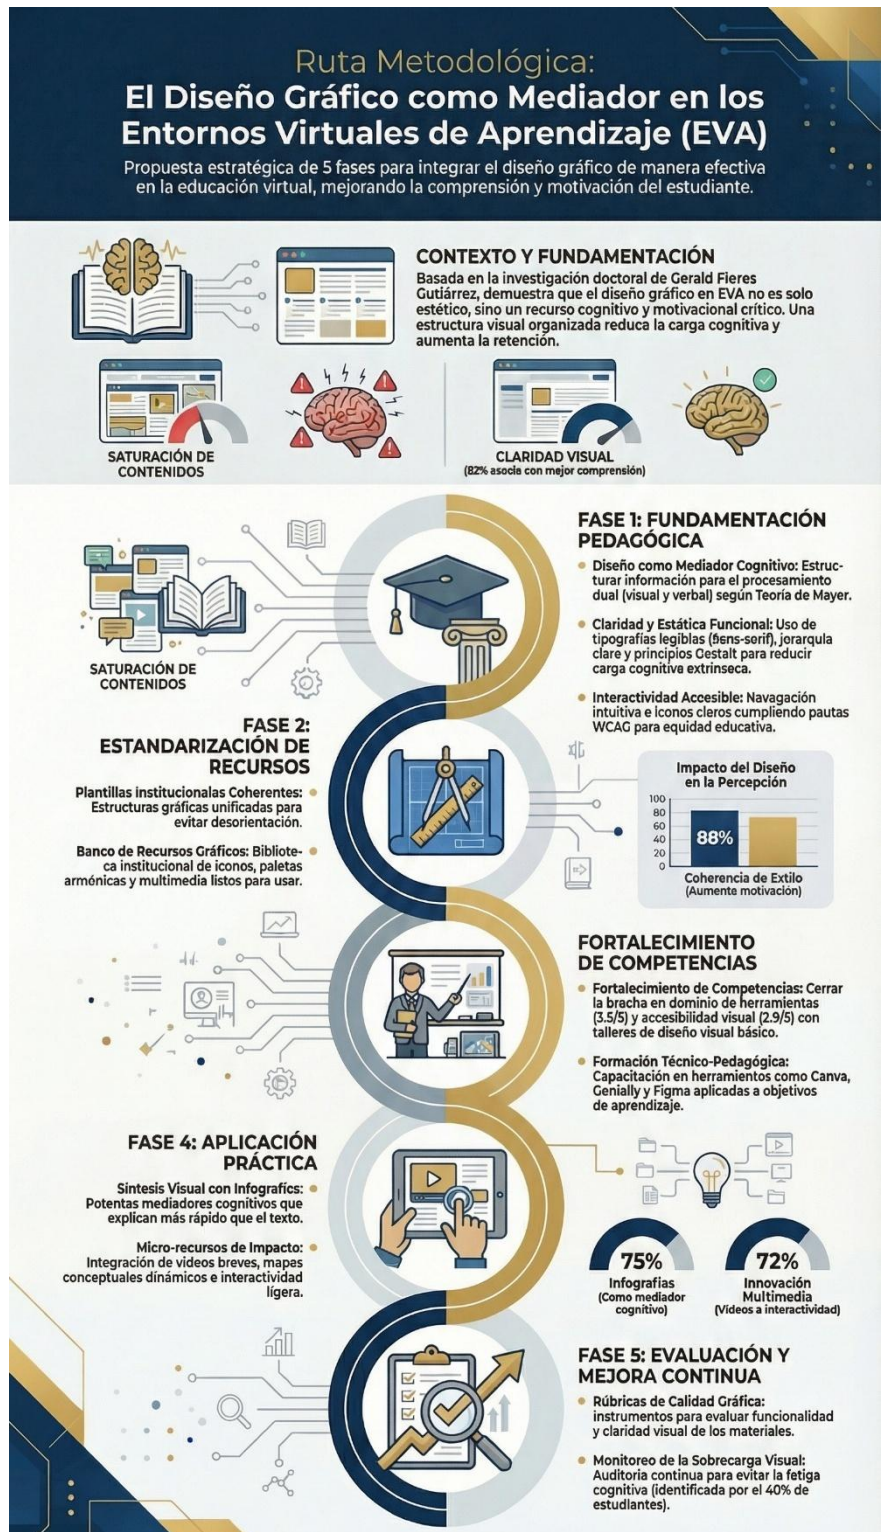 Ruta Metodológica:
El Diseño Gráfico como Mediador en los
Entornos Virtuales de Aprendizaje (EVA)
Propuesta estratégica de 5 fases para integrar el diseño gráfico de manera efectiva
en la educación virtual, mejorando la comprensión y motivación del estudiante.
CONTEXTO Y FUNDAMENTACIÓN
Basada en la investigación doctoral de Gerald Fieres
Gutiárrez, demuestra que el diseño gráfico en EVA no es solo
estético, sino un recurso cognitivo y motivacional crítico. Una
estructura visual organizada reduce la carga cognitiva y
aumenta la retención.
SATURACIÓN DE
CONTENIDOS
CLARIDAD VISUAL
(82% asocia con mejor comprensión)
FASE 1: FUNDAMENTACIÓN
PEDAGÓGICA
• Diseño como Mediador Cognitivo: Estruc-
turar información para el procesamiento
dual (visual y verbal) según Teoría de Mayer.
• Claridad y Estática Funcional: Uso de
tipografías legíblas (sens-serif), jorarqula
clare y principios Gestalt para reducir
carga cognitive extrinseca.
• Interactividad Accesible: Navagación
intuitiva e iconos cleros cumpliendo pautas
WCAG para equidad educativa.
SATURACIÓN DE
CONTENIDOS
FASE 2:
ESTANDARIZACIÓN DE
RECURSOS
Plantillas institucionalas Coherentes: •
Estructuras gráficas unificadas para
evitar desorientación.
Banco de Recursos Gráficos: Bibliote- •
ca institucional de iconos, paletas
armónicas y multimedia listos para usar.
Impacto del Diseño
en la Percepción
100
80
60
40
20
0
88%
Coherencia de Extilo
(Aumente motivación)
FORTALECIMIENTO
DE COMPETENCIAS
• Fortalecimiento de Competencias: Cerrar
la bracha en dominio de herramientas
(3.5/5) y accesibilidad visual (2.9/5) con
talleres de diseño visual básico.
• Formación Técnico-Pedagógica:
Capacitación en herramientos como Canva,
Genially y Figma aplicadas a objetivos
de aprendizaje.
FASE 4: APLICACIÓN
PRÁCTICA
Síntesis Visual con Infografics: •
Potentas mediadores cognitivos que
explican más rápido que el texto.
Micro-recursos de Impacto: •
Integración de videos breves, mapas
conceptuales dínámicos e interactividad
lígera.
75%
Infografias
(Como mediador
cognítivo)
72%
Innovación
Multimedia
(Vídeos a interactividad)
FASE 5: EVALUACIÓN Y
MEJORA CONTINUA
• Rúbricas de Calidad Gráfica:
instrumentos para evaluar funcionalidad
y claridad visual de los materiales.
• Monitoreo de la Sobrecarga Visual:
Auditoria continua para evitar la fetiga
cognitiva (identificada por el 40% de
estudlantes).